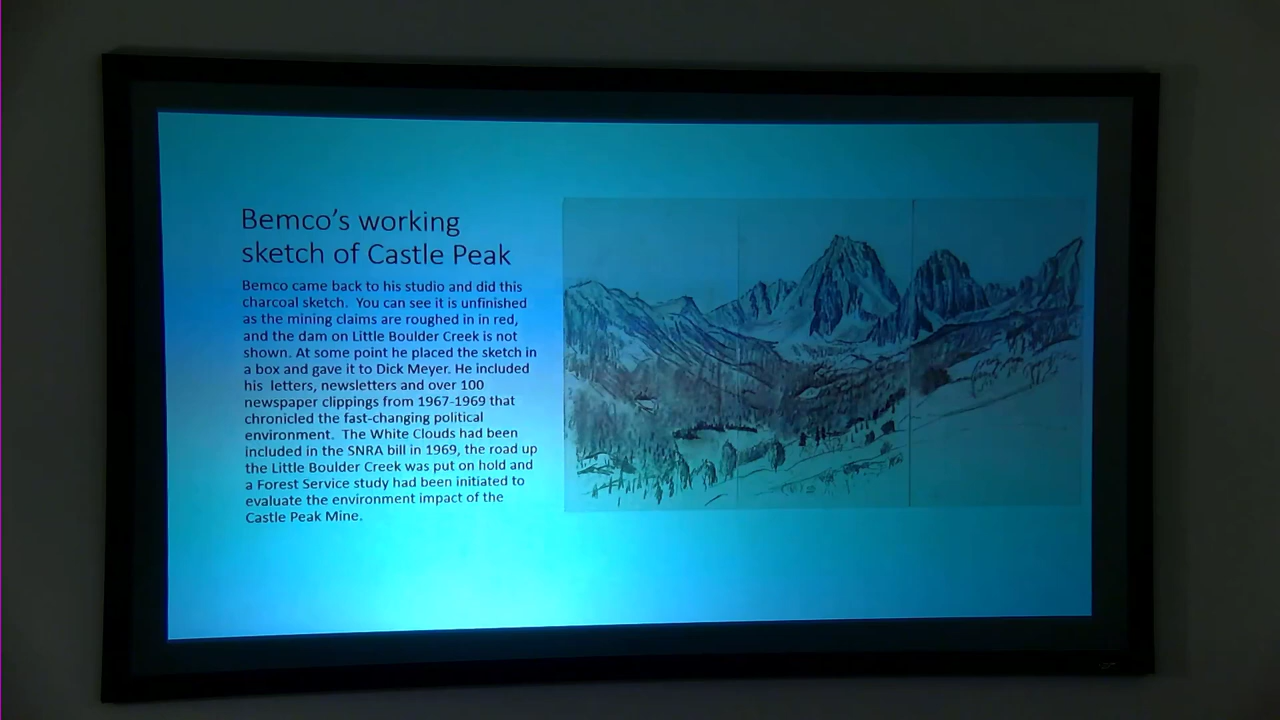 Bemco's working
sketch of Castle Peak
Bemco came back to his studio and did this
charcoal sketch. You can see it is unfinished
as the mining claims are roughed in in red,
and the dam on Little Boulder Creek is not
shown. At some point he placed the sketch in
a box and gave it to Dick Meyer. He included
his letters, newsletters and over 100
newspaper clippings from 1967-1969 that
chronicled the fast-changing political
environment. The White Clouds had been
included in the SNRA bill in 1969, the road up
the Little Boulder Creek was put on hold and
a Forest Service study had been initiated to
evaluate the environment impact of the
Castle Peak Mine.